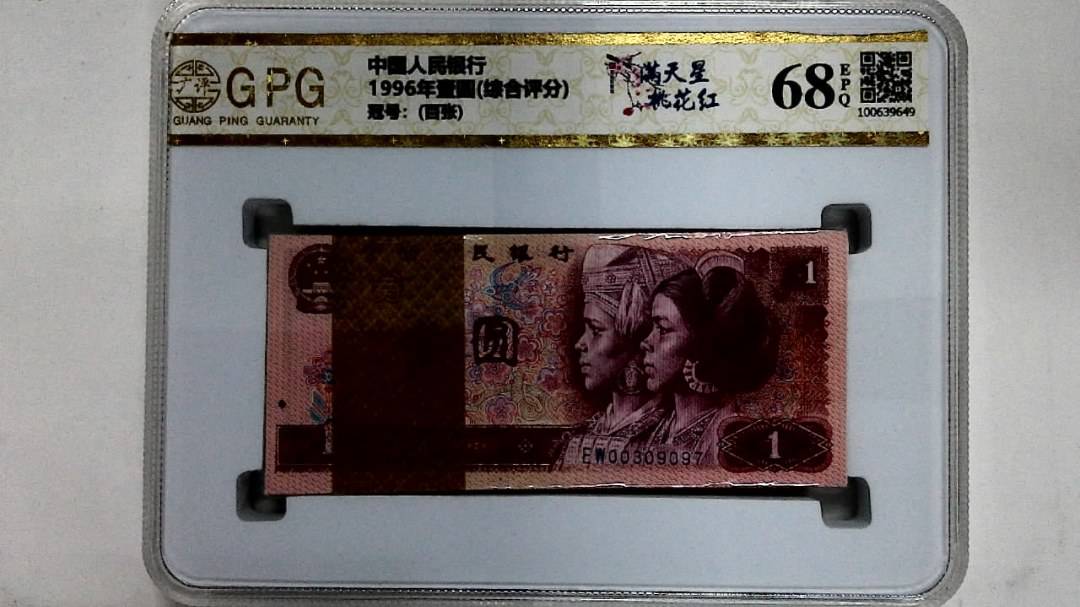 GPG
GUANG PING GUARANTY
中國人民银行
1996年壹圆(综合评分)
冠号：(百张)
满天星
桃花红
68
EPQ
100639649
民银行
1
圆
EW00309097
1